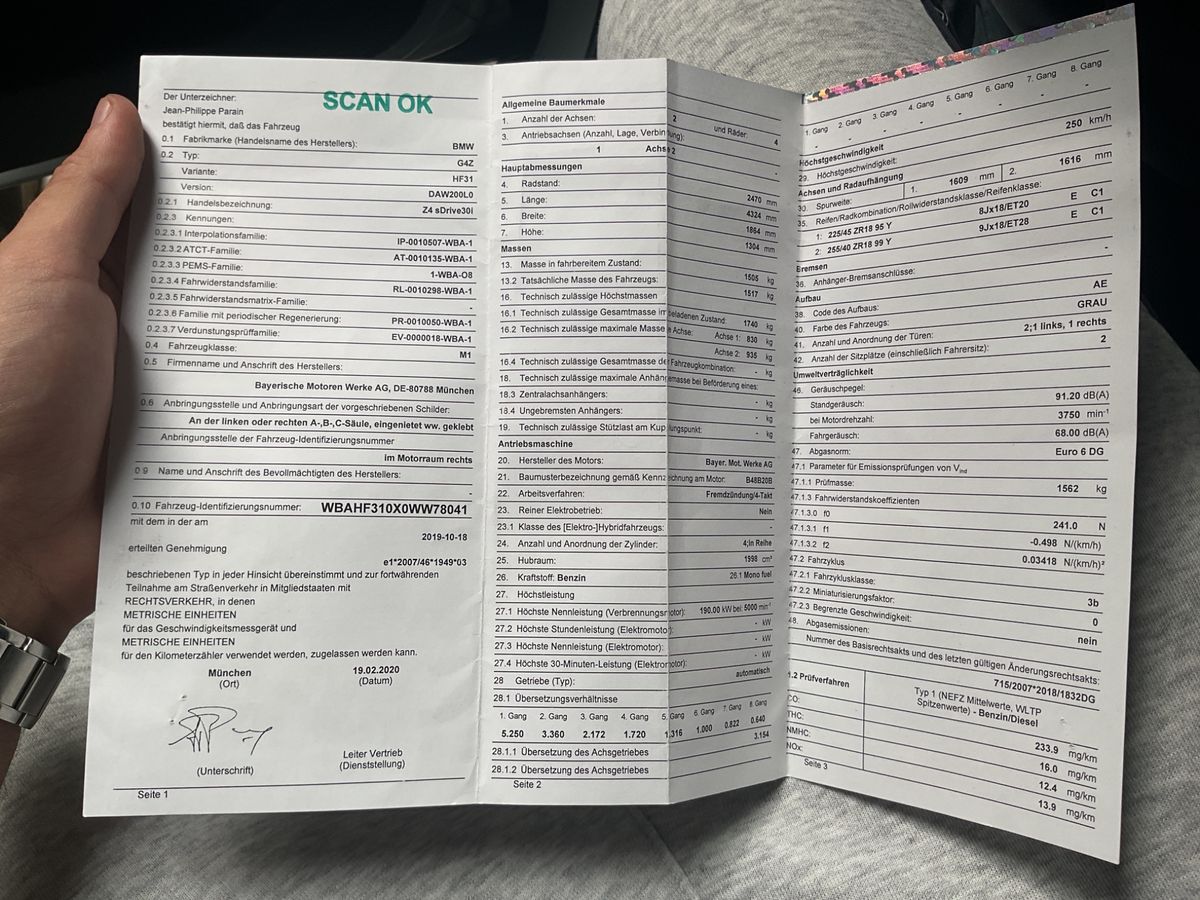 SCAN OK
Der Unterzeichner:
Jean-Philippe Parain
bestätigt hiermit, daß das Fahrzeug
0.1 Fabrikmarke (Handelsname des Herstellers): BMW
0.2 Typ: G4Z
Variante: HF31
Version: DAW200L0
0.2.1 Handelsbezeichnung: Z4 sDrive30i
0.2.3 Kennungen:
0.2.3.1 Interpolationsfamilie: IP-0010507-WBA-1
0.2.3.2 ATCT-Familie: AT-0010135-WBA-1
0.2.3.3 PEMS-Familie: 1-WBA-O8
0.2.3.4 Fahrwiderstandsfamilie: RL-0010298-WBA-1
0.2.3.5 Fahrwiderstandsmatrix-Familie: -
0.2.3.6 Familie mit periodischer Regenerierung: PR-0010050-WBA-1
0.2.3.7 Verdunstungsprüffamilie: EV-0000018-WBA-1
0.4 Fahrzeugklasse: M1
0.5 Firmenname und Anschrift des Herstellers:
Bayerische Motoren Werke AG, DE-80788 München
0.6 Anbringungsstelle und Anbringungsart der vorgeschriebenen Schilder:
An der linken oder rechten A-,B-,C-Säule, eingenietet ww. geklebt
Anbringungsstelle der Fahrzeug-Identifizierungsnummer
im Motorraum rechts
0.9 Name und Anschrift des Bevollmächtigten des Herstellers:
-
0.10 Fahrzeug-Identifizierungsnummer: WBAHF310X0WW78041
mit dem in der am
2019-10-18
erteilten Genehmigung
e1*2007/46*1949*03
beschriebenen Typ in jeder Hinsicht übereinstimmt und zur fortwährenden
Teilnahme am Straßenverkehr in Mitgliedstaaten mit
RECHTSVERKEHR, in denen
METRISCHE EINHEITEN
für das Geschwindigkeitsmessgerät und
METRISCHE EINHEITEN
für den Kilometerzähler verwendet werden, zugelassen werden kann.
München 19.02.2020
(Ort) (Datum)
Leiter Vertrieb
(Unterschrift) (Dienststellung)
Seite 1
Allgemeine Baumerkmale
1. Anzahl der Achsen: 2 und Räder: 4
3. Antriebsachsen (Anzahl, Lage, Verbindung):
1 Achse 2 -
Hauptabmessungen
4. Radstand: 2470 mm
5. Länge: 4324 mm
6. Breite: 1864 mm
7. Höhe: 1304 mm
Massen
13. Masse in fahrbereitem Zustand: 1505 kg
13.2 Tatsächliche Masse des Fahrzeugs: 1517 kg
16. Technisch zulässige Höchstmassen
16.1 Technisch zulässige Gesamtmasse im beladenen Zustand: 1740 kg
16.2 Technisch zulässige maximale Masse je Achse: Achse 1: 830 kg
Achse 2: 935 kg
16.4 Technisch zulässige Gesamtmasse der Fahrzeugkombination: - kg
18. Technisch zulässige maximale Anhängemasse bei Beförderung eines:
18.3 Zentralachsanhängers: - kg
18.4 Ungebremsten Anhängers: - kg
19. Technisch zulässige Stützlast am Kupplungspunkt: - kg
Antriebsmaschine
20. Hersteller des Motors: Bayer. Mot. Werke AG
21. Baumusterbezeichnung gemäß Kennzeichnung am Motor: B48B20B
22. Arbeitsverfahren: Fremdzündung/4-Takt
23. Reiner Elektrobetrieb: Nein
23.1 Klasse des [Elektro-]Hybridfahrzeugs: -
24. Anzahl und Anordnung der Zylinder: 4;in Reihe
25. Hubraum: 1998 cm³
26. Kraftstoff: Benzin 26.1 Mono fuel
27. Höchstleistung
27.1 Höchste Nennleistung (Verbrennungsmotor): 190.00 kW bei: 5000 min⁻¹
27.2 Höchste Stundenleistung (Elektromotor): - kW
27.3 Höchste Nennleistung (Elektromotor): - kW
27.4 Höchste 30-Minuten-Leistung (Elektromotor): - kW
28 Getriebe (Typ): automatisch
28.1 Übersetzungsverhältnisse
1. Gang 2. Gang 3. Gang 4. Gang 5. Gang 6. Gang 7. Gang 8. Gang
5.250 3.360 2.172 1.720 1.316 1.000 0.822 0.640
28.1.1 Übersetzung des Achsgetriebes 3.154
28.1.2 Übersetzung des Achsgetriebes
Seite 2
1. Gang 2. Gang 3. Gang 4. Gang 5. Gang 6. Gang 7. Gang 8. Gang
- - - - - - - -
Höchstgeschwindigkeit
29. Höchstgeschwindigkeit: 250 km/h
Achsen und Radaufhängung
30. Spurweite: 1. 1609 mm 2. 1616 mm
35. Reifen/Radkombination/Rollwiderstandsklasse/Reifenklasse:
1: 225/45 ZR18 95 Y 8Jx18/ET20 E C1
2: 255/40 ZR18 99 Y 9Jx18/ET28 E C1
Bremsen
36. Anhänger-Bremsanschlüsse: -
Aufbau
38. Code des Aufbaus: AE
40. Farbe des Fahrzeugs: GRAU
41. Anzahl und Anordnung der Türen: 2;1 links, 1 rechts
42. Anzahl der Sitzplätze (einschließlich Fahrersitz): 2
Umweltverträglichkeit
46. Geräuschpegel:
Standgeräusch: 91.20 dB(A)
bei Motordrehzahl: 3750 min⁻¹
Fahrgeräusch: 68.00 dB(A)
47. Abgasnorm: Euro 6 DG
47.1 Parameter für Emissionsprüfungen von Vind
47.1.1 Prüfmasse: 1562 kg
47.1.3 Fahrwiderstandskoeffizienten
47.1.3.0 f0 241.0 N
47.1.3.1 f1 -0.498 N/(km/h)
47.1.3.2 f2 0.03418 N/(km/h)²
47.2 Fahrzyklus
47.2.1 Fahrzyklusklasse: 3b
47.2.2 Miniaturisierungsfaktor: 0
47.2.3 Begrenzte Geschwindigkeit: nein
48. Abgasemissionen:
Nummer des Basisrechtsakts und des letzten gültigen Änderungsrechtsakts:
715/2007*2018/1832DG
1.2 Prüfverfahren Typ 1 (NEFZ Mittelwerte, WLTP
Spitzenwerte) - Benzin/Diesel
CO: 233.9 mg/km
THC: 16.0 mg/km
NMHC: 12.4 mg/km
NOx: 13.9 mg/km
Seite 3